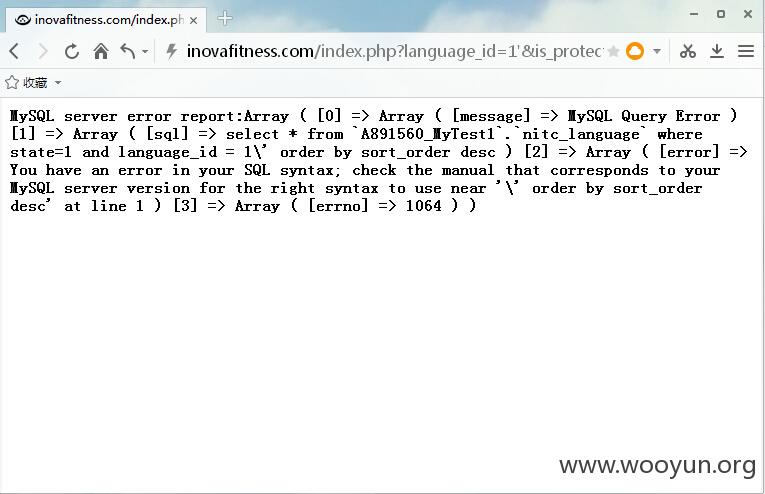 inovafitness.com/index.ph
inovafitness.com/index.php?language_id=1'&is_protect
收藏
MySQL server error report:Array ( [0] => Array ( [message] => MySQL Query Error )
[1] => Array ( [sql] => select * from `A891560_MyTest1`.`nitc_language` where
state=1 and language_id = 1\' order by sort_order desc ) [2] => Array ( [error] =>
You have an error in your SQL syntax; check the manual that corresponds to your
MySQL server version for the right syntax to use near '\' order by sort_order
desc' at line 1 ) [3] => Array ( [errno] => 1064 ) )
www.wooyun.org